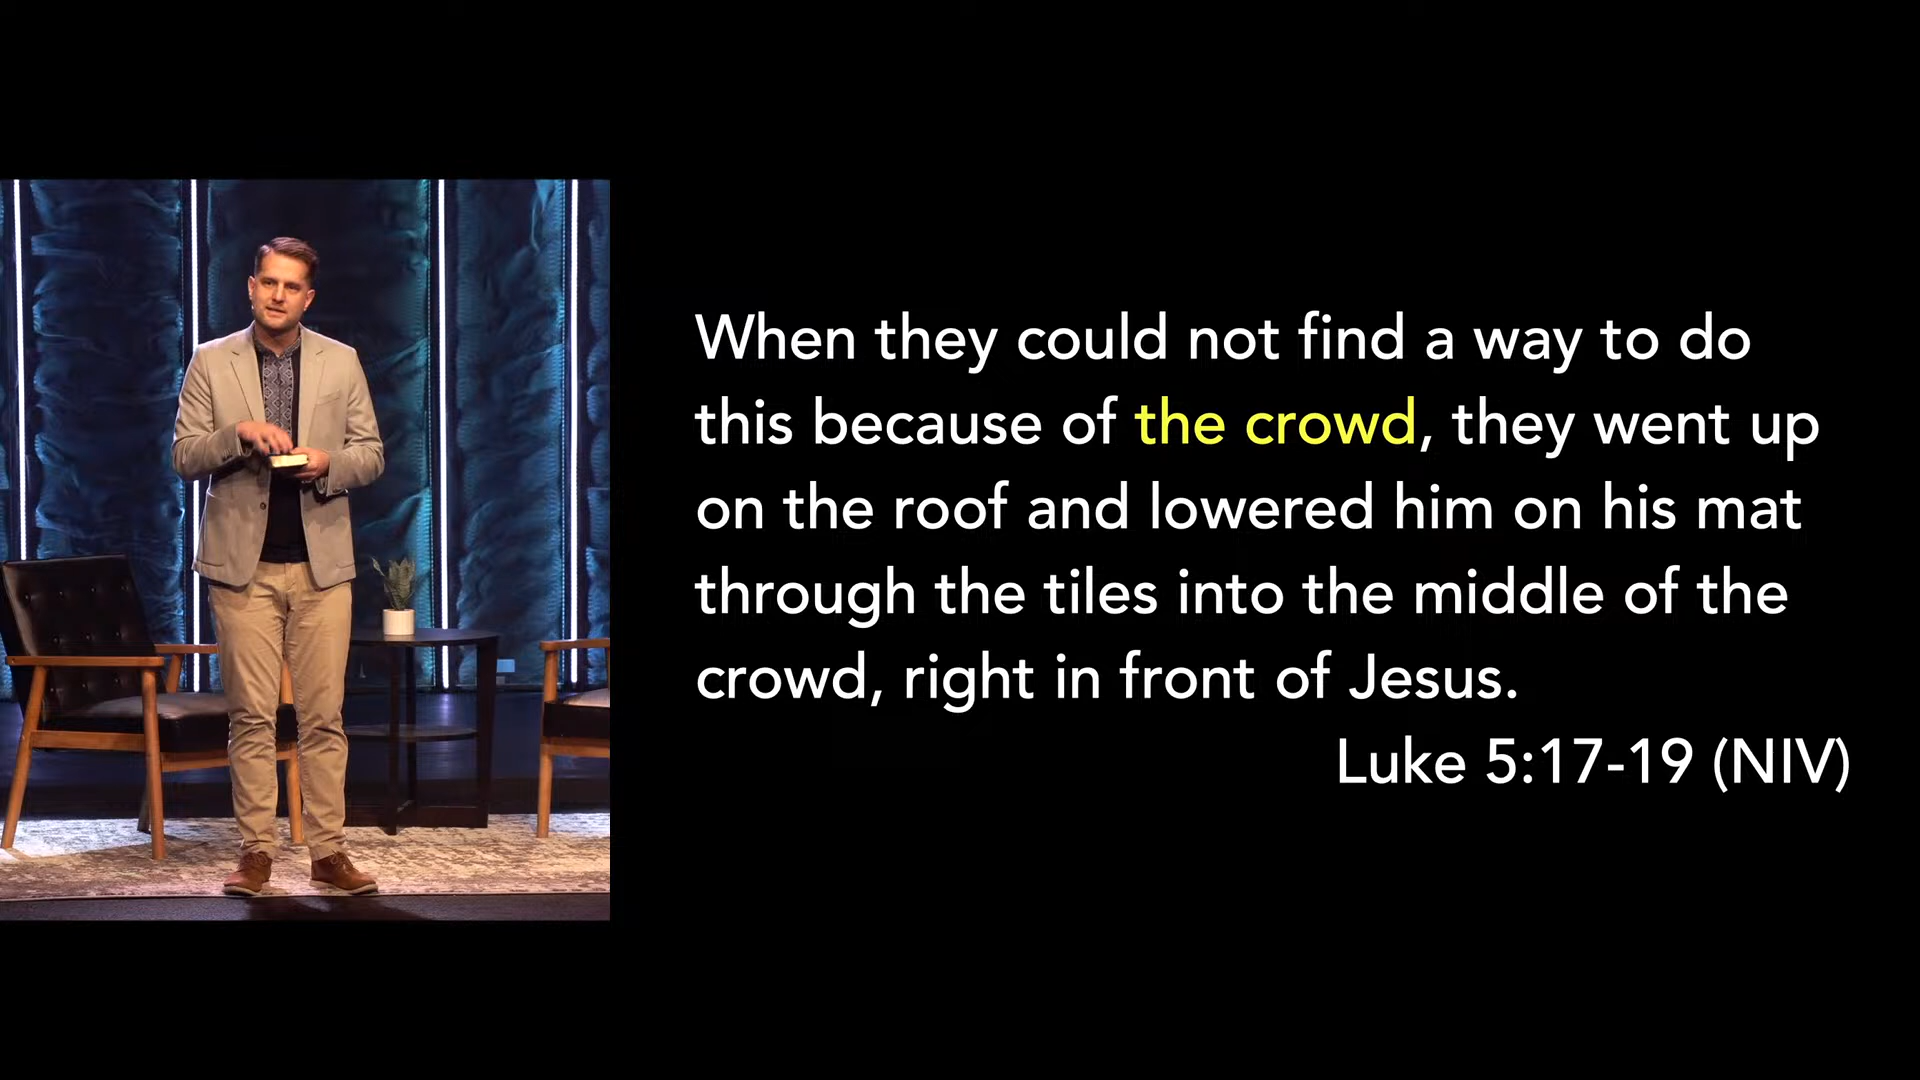 When they could not find a way to do
this because of the crowd, they went up
on the roof and lowered him on his mat
through the tiles into the middle of the
crowd, right in front of Jesus.
Luke 5:17-19 (NIV)